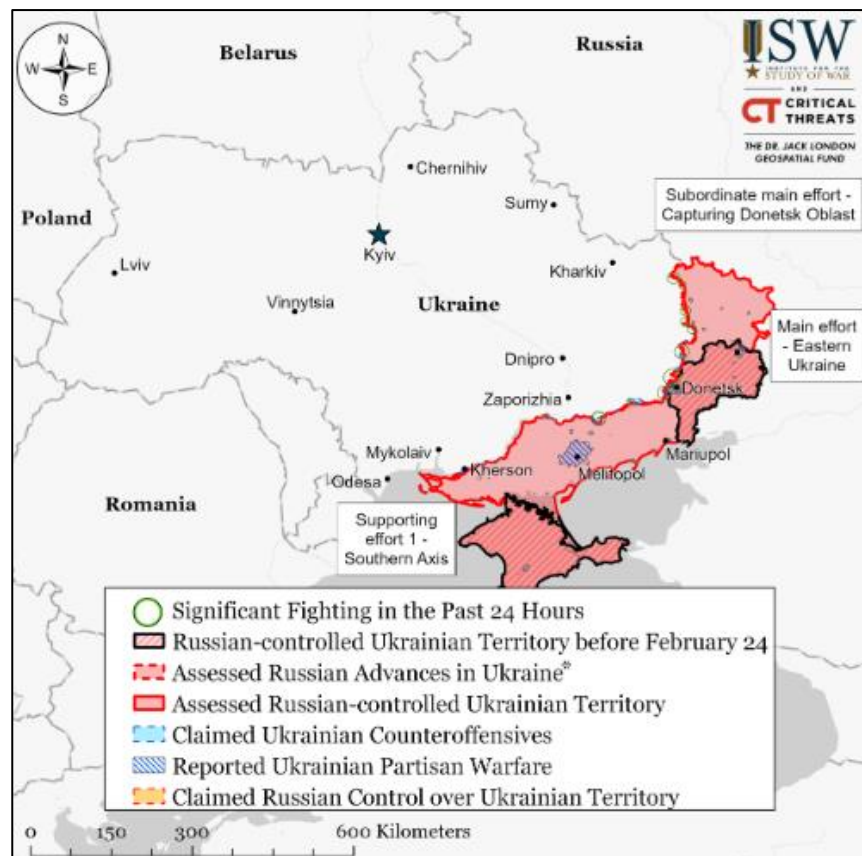 N
W E
S
Belarus
Russia
ISW
INSTITUTE FOR THE
STUDY OF WAR
AND
CT CRITICAL
THREATS
THE DR. JACK LONDON
GEOSPATIAL FUND
Chernihiv
Sumy
Subordinate main effort -
Capturing Donetsk Oblast
Poland
Kyiv
Lviv
Kharkiv
Vinnytsia
Ukraine
Main effort
- Eastern
Ukraine
Dnipro
Donetsk
Zaporizhia
Mykolaiv
Mariupol
Kherson
Melitopol
Odesa
Romania
Supporting
effort 1 -
Southern Axis
Significant Fighting in the Past 24 Hours
Russian-controlled Ukrainian Territory before February 24
Assessed Russian Advances in Ukraine*
Assessed Russian-controlled Ukrainian Territory
Claimed Ukrainian Counteroffensives
Reported Ukrainian Partisan Warfare
Claimed Russian Control over Ukrainian Territory
0 150 300 600 Kilometers